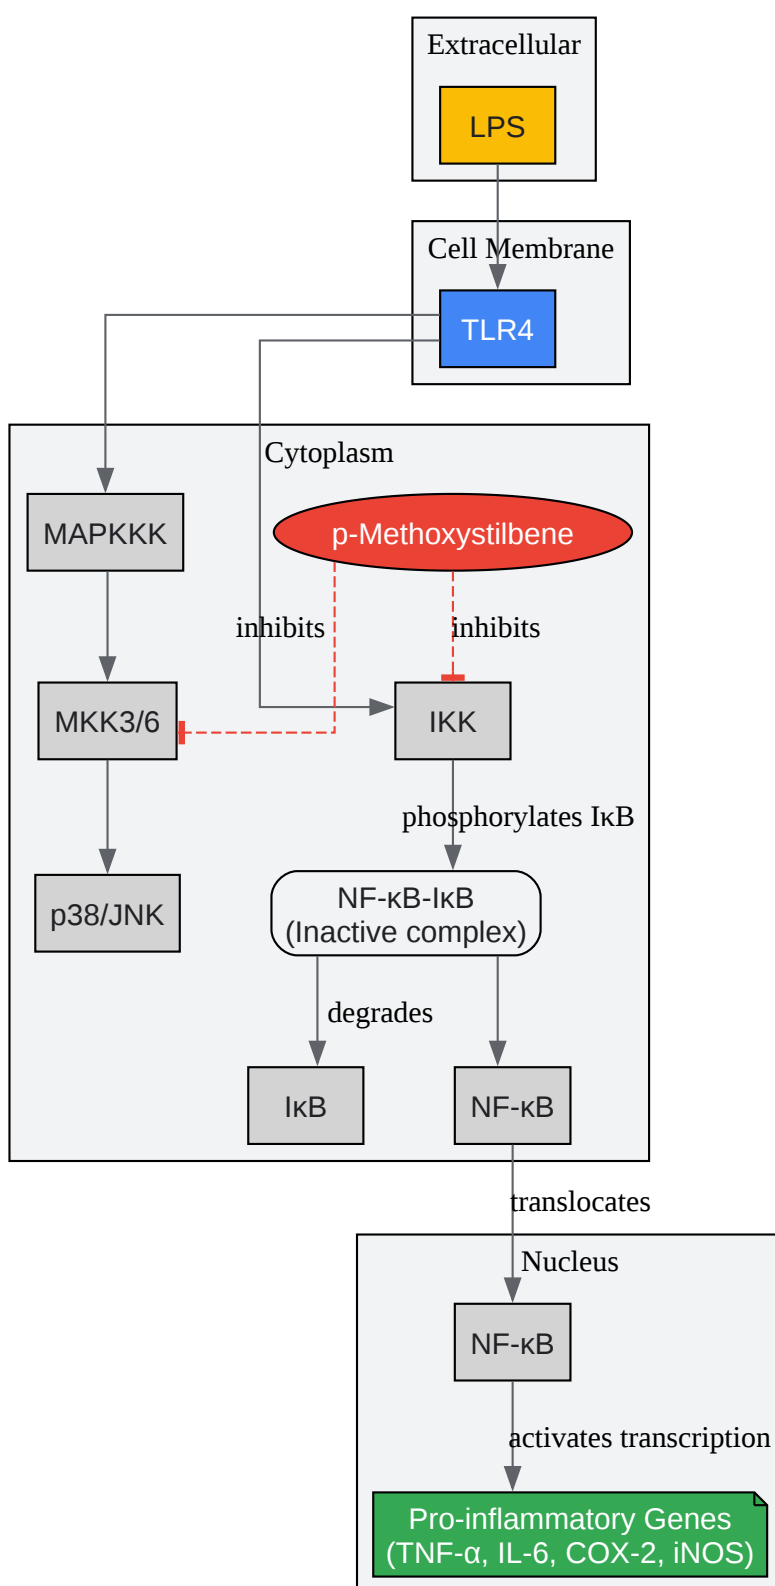 Extracellular
LPS
Cell Membrane
TLR4
Cytoplasm
MAPKKK
p-Methoxystilbene
inhibits
inhibits
MKK3/6
IKK
phosphorylates IκB
p38/JNK
NF-κB-IκB
(Inactive complex)
degrades
IκB
NF-κB
translocates
Nucleus
NF-κB
activates transcription
Pro-inflammatory Genes
(TNF-α, IL-6, COX-2, iNOS)